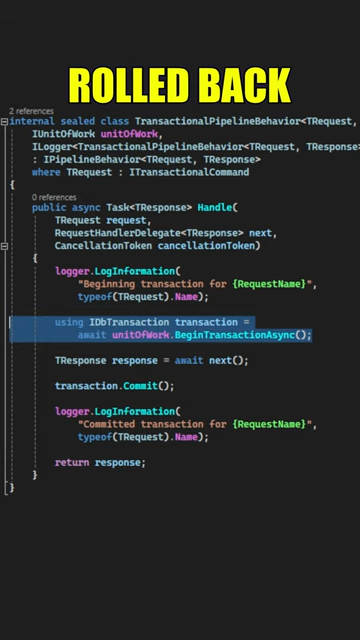 ROLLED BACK
2 references
internal sealed class TransactionalPipelineBehavior<TRequest,
IUnitOfWork unitOfWork,
ILogger<TransactionalPipelineBehavior<TRequest, TResponse>
: IPipelineBehavior<TRequest, TResponse>
where TRequest : ITransactionalCommand
{
0 references
public async Task<TResponse> Handle(
TRequest request,
RequestHandlerDelegate<TResponse> next,
CancellationToken cancellationToken)
{
logger.LogInformation(
"Beginning transaction for {RequestName}",
typeof(TRequest).Name);
using IDbTransaction transaction =
await unitOfWork.BeginTransactionAsync();
TResponse response = await next();
transaction.Commit();
logger.LogInformation(
"Committed transaction for {RequestName}",
typeof(TRequest).Name);
return response;
}
}